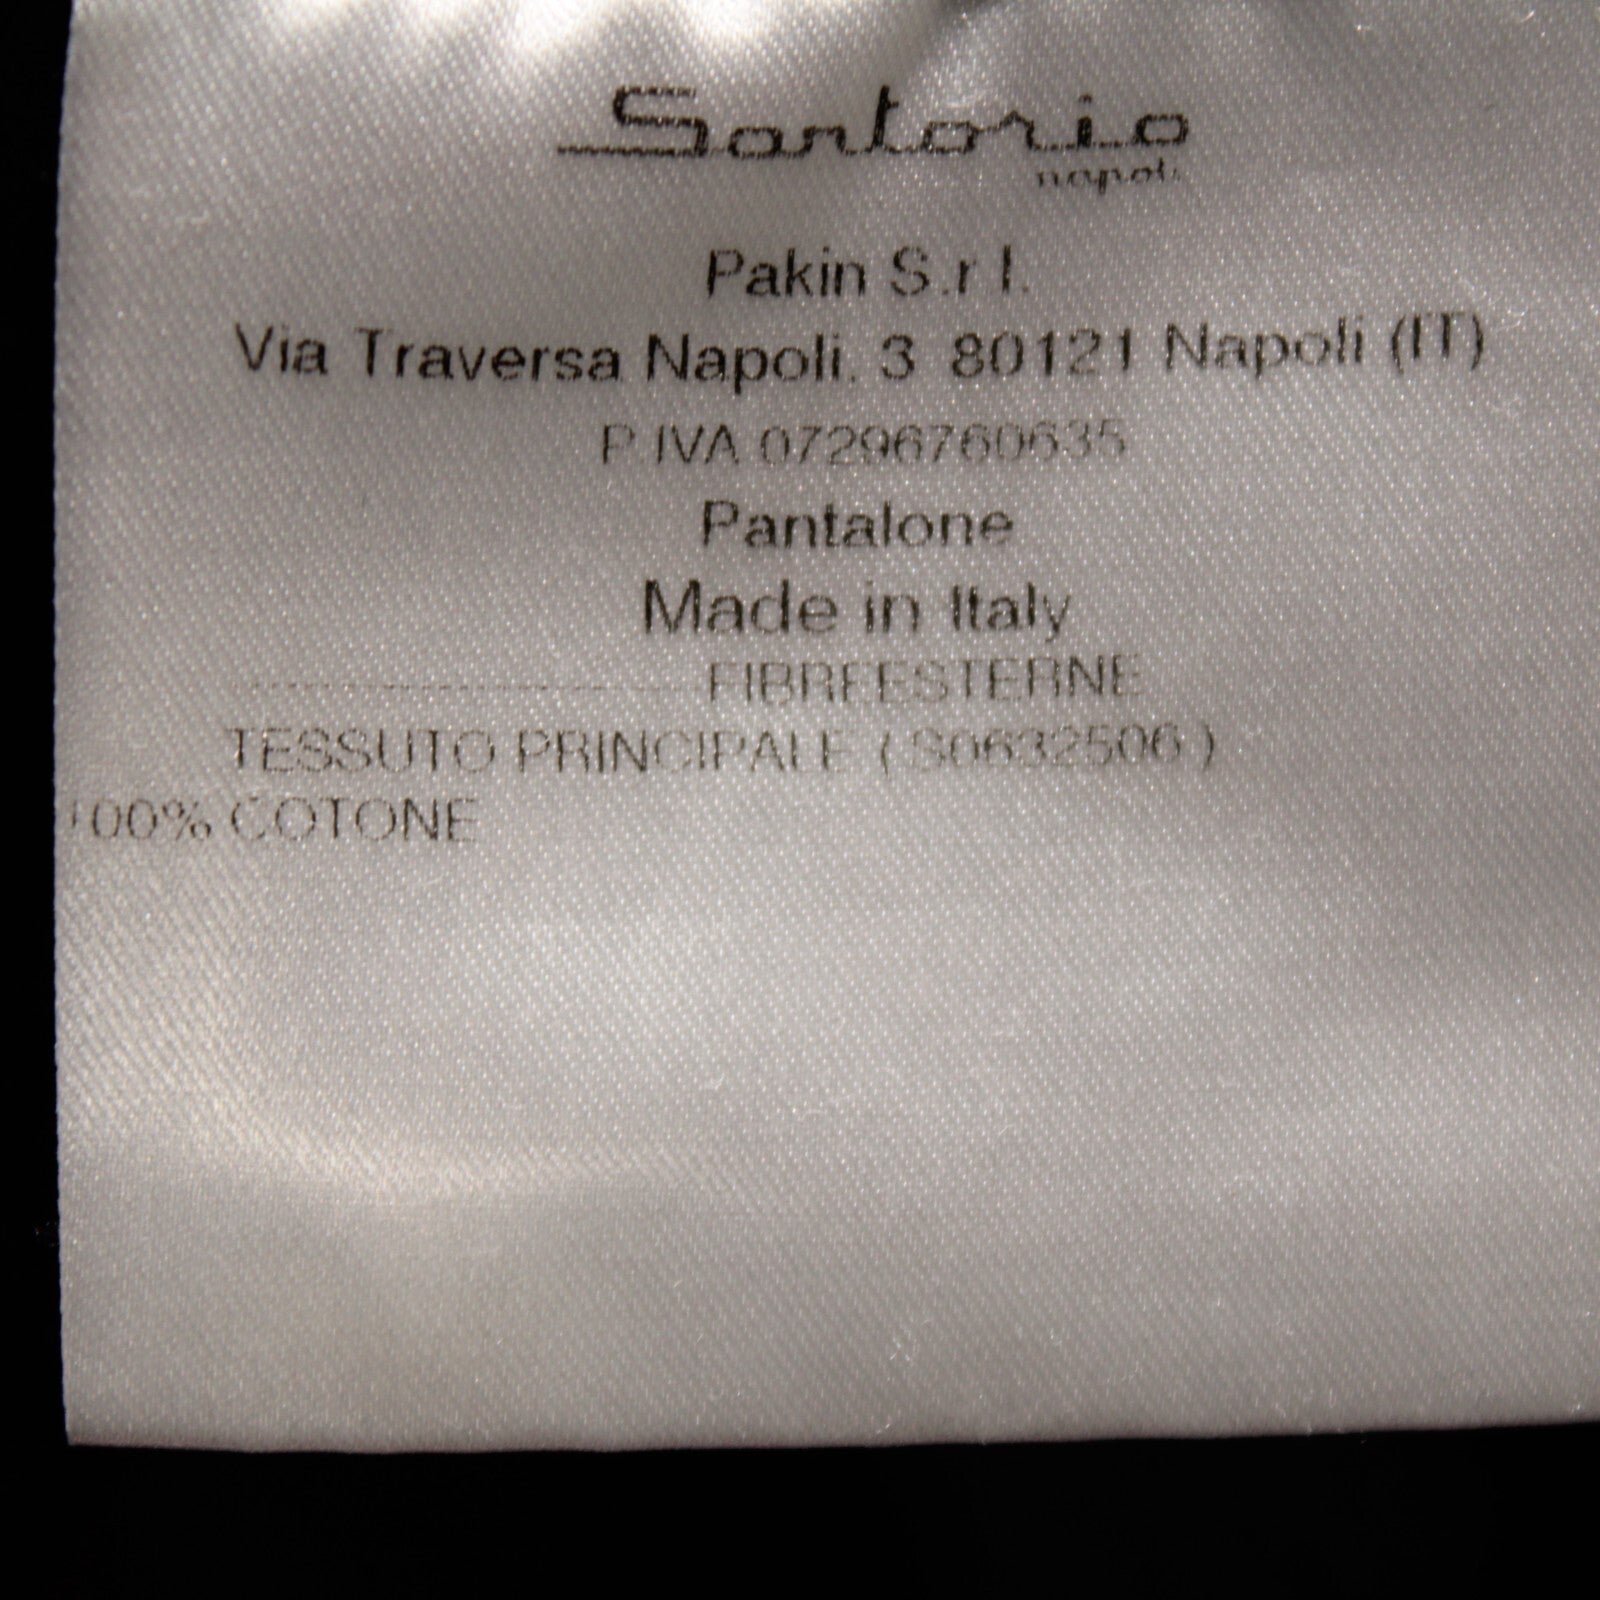 Sartorio
napoli
Pakin S.r l.
Via Traversa Napoli, 3 80121 Napoli (IT)
P IVA 07296760635
Pantalone
Made in Italy
FIBREESTERNE
TESSUTO PRINCIPALE ( S0632506 )
100% COTONE